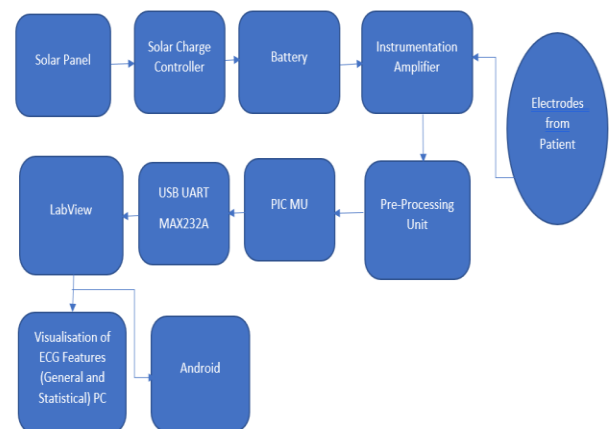 Solar Panel
Solar Charge
Controller
Battery
Instrumentation
Amplifier
Electrodes
from
Patient
LabView
USB UART
MAX232A
PIC MU
Pre-Processing
Unit
Visualisation of
ECG Features
(General and
Statistical) PC
Android